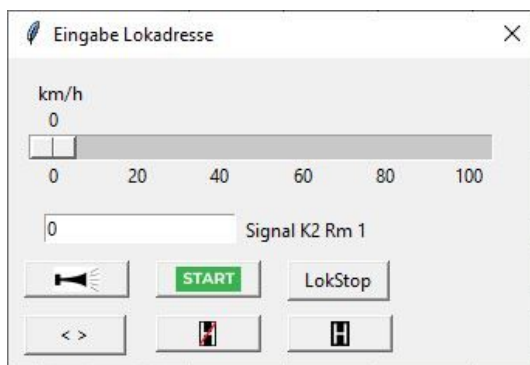 Eingabe Lokadresse
km/h
0
0 20 40 60 80 100
0 Signal K2 Rm 1
START LokStop
< > H H